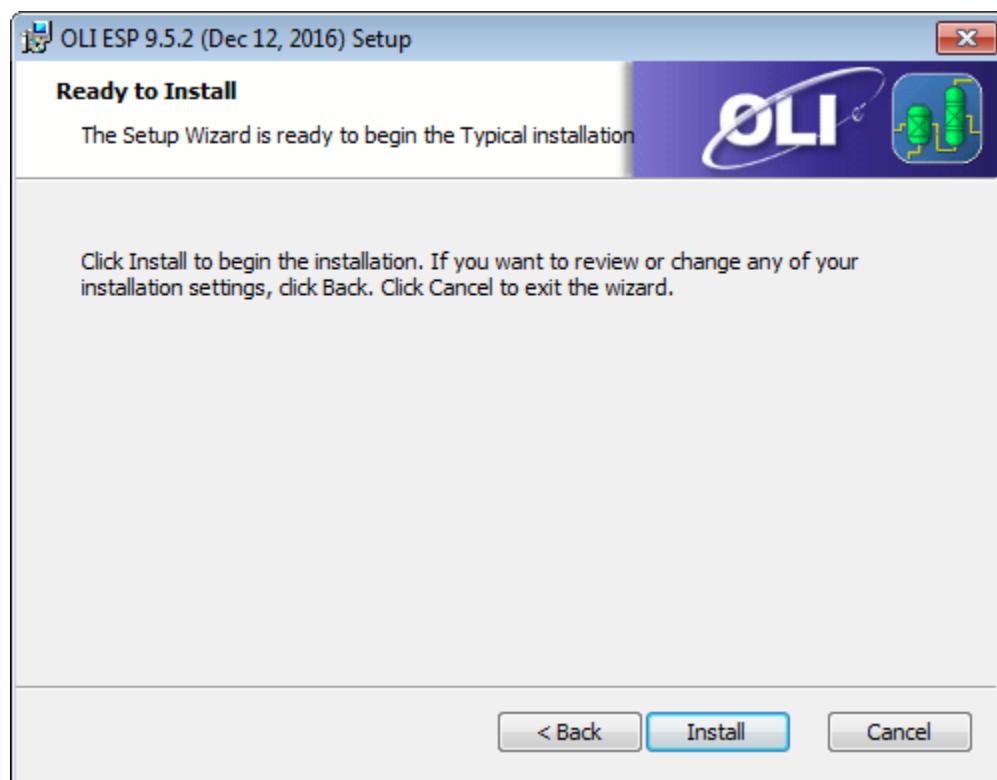 OLI ESP 9.5.2 (Dec 12, 2016) Setup
Ready to Install
The Setup Wizard is ready to begin the Typical installation
OLI
Click Install to begin the installation. If you want to review or change any of your
installation settings, click Back. Click Cancel to exit the wizard.
< Back
Install
Cancel